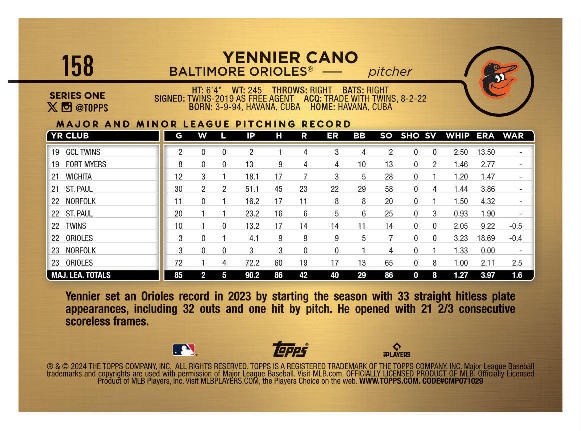 158
YENNIER CANO
BALTIMORE ORIOLES® — pitcher
SERIES ONE
X @TOPPS
HT: 6'4" WT: 245 THROWS: RIGHT BATS: RIGHT
SIGNED: TWINS-2019 AS FREE AGENT ACQ: TRADE WITH TWINS, 8-2-22
BORN: 3-9-94, HAVANA, CUBA HOME: HAVANA, CUBA
MAJOR AND MINOR LEAGUE PITCHING RECORD
YR CLUB G W L IP H R ER BB SO SHO SV WHIP ERA WAR
19 GCL TWINS 2 0 0 2 1 4 3 4 2 0 0 2.50 13.50 -
19 FORT MYERS 8 0 0 13 9 4 4 10 13 0 2 1.46 2.77 -
21 WICHITA 12 3 1 18.1 17 7 3 5 28 0 1 1.20 1.47 -
21 ST. PAUL 30 2 2 51.1 45 23 22 29 58 0 4 1.44 3.86 -
22 NORFOLK 11 0 1 16.2 17 11 8 8 20 0 1 1.50 4.32 -
22 ST. PAUL 20 1 1 23.2 16 6 5 6 25 0 3 0.93 1.90 -
22 TWINS 10 1 0 13.2 17 14 14 11 14 0 0 2.05 9.22 -0.5
22 ORIOLES 3 0 1 4.1 9 9 9 5 7 0 0 3.23 18.69 -0.4
23 NORFOLK 3 0 0 3 3 0 0 1 4 0 1 1.33 0.00 -
23 ORIOLES 72 1 4 72.2 60 19 17 13 65 0 8 1.00 2.11 2.5
MAJ. LEA. TOTALS 85 2 5 90.2 86 42 40 29 86 0 8 1.27 3.97 1.6
Yennier set an Orioles record in 2023 by starting the season with 33 straight hitless plate
appearances, including 32 outs and one hit by pitch. He opened with 21 2/3 consecutive
scoreless frames.
Topps
PLAYERS
® & © 2024 THE TOPPS COMPANY, INC. ALL RIGHTS RESERVED. TOPPS IS A REGISTERED TRADEMARK OF THE TOPPS COMPANY, INC. Major League Baseball
trademarks and copyrights are used with permission of Major League Baseball. Visit MLB.com. OFFICIALLY LICENSED PRODUCT OF MLB. Officially Licensed
Product of MLB Players, Inc. Visit MLBPLAYERS.COM, the Players Choice on the web. WWW.TOPPS.COM. CODE#CMP071029